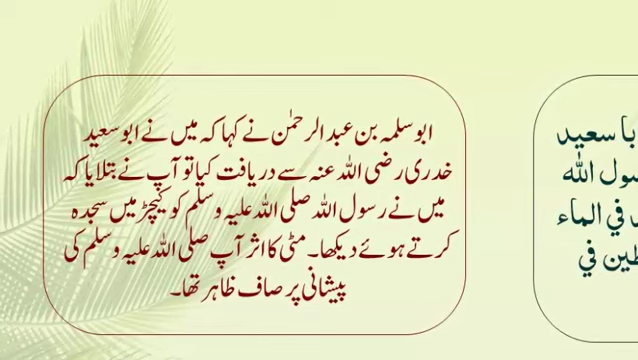 ابو سلمہ بن عبدالرحمٰن نے کہا کہ میں نے ابو سعید
خدری رضی اللہ عنہ سے دریافت کیا تو آپ نے بتلایا کہ
میں نے رسول اللہ صلی اللہ علیہ وسلم کو کیچڑ میں سجدہ
کرتے ہوئے دیکھا۔ مٹی کا اثر آپ صلی اللہ علیہ وسلم کی
پیشانی پر صاف ظاہر تھا۔
با سعيد
سول الله
في الماء
طين في